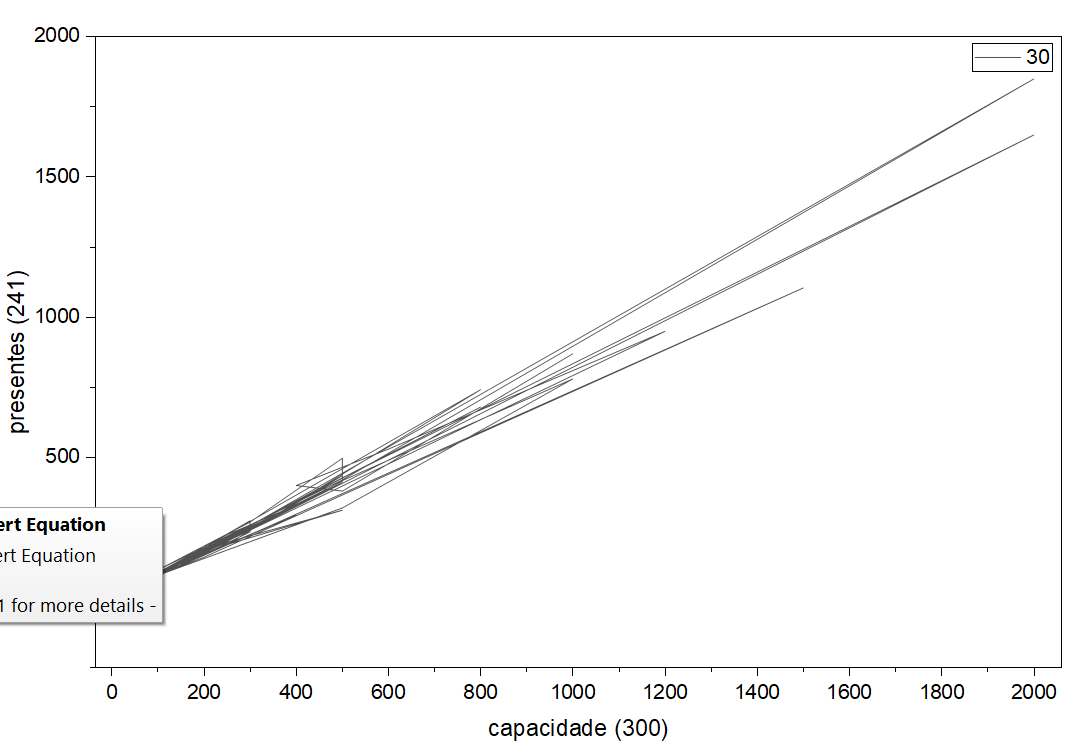 2000
30
1500
1000
500
presentes (241)
ert Equation
ert Equation
1 for more details -
0 200 400 600 800 1000 1200 1400 1600 1800 2000
capacidade (300)